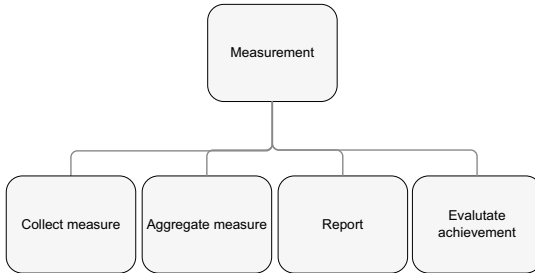 Measurement
Collect measure
Aggregate measure
Report
Evalutate
achievement